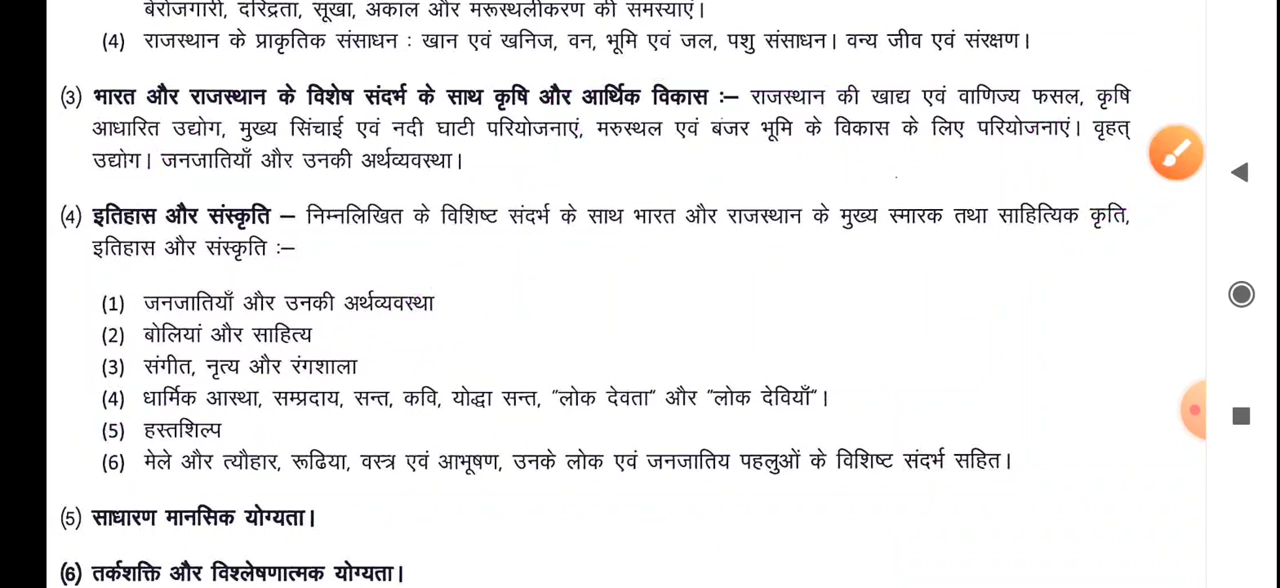 बेरोजगारी, दरिद्रता, सूखा, अकाल और मरूस्थलीकरण की समस्याएं।
(4) राजस्थान के प्राकृतिक संसाधन : खान एवं खनिज, वन, भूमि एवं जल, पशु संसाधन। वन्य जीव एवं संरक्षण।
(3) भारत और राजस्थान के विशेष संदर्भ के साथ कृषि और आर्थिक विकास :– राजस्थान की खाद्य एवं वाणिज्य फसल, कृषि
आधारित उद्योग, मुख्य सिंचाई एवं नदी घाटी परियोजनाएं, मरुस्थल एवं बंजर भूमि के विकास के लिए परियोजनाएं। वृहत्
उद्योग। जनजातियाँ और उनकी अर्थव्यवस्था।
(4) इतिहास और संस्कृति – निम्नलिखित के विशिष्ट संदर्भ के साथ भारत और राजस्थान के मुख्य स्मारक तथा साहित्यिक कृति,
इतिहास और संस्कृति :–
(1) जनजातियाँ और उनकी अर्थव्यवस्था
(2) बोलियां और साहित्य
(3) संगीत, नृत्य और रंगशाला
(4) धार्मिक आस्था, सम्प्रदाय, सन्त, कवि, योद्धा सन्त, "लोक देवता" और "लोक देवियाँ"।
(5) हस्तशिल्प
(6) मेले और त्यौहार, रूढिया, वस्त्र एवं आभूषण, उनके लोक एवं जनजातिय पहलुओं के विशिष्ट संदर्भ सहित।
(5) साधारण मानसिक योग्यता।
(6) तर्कशक्ति और विश्लेषणात्मक योग्यता।